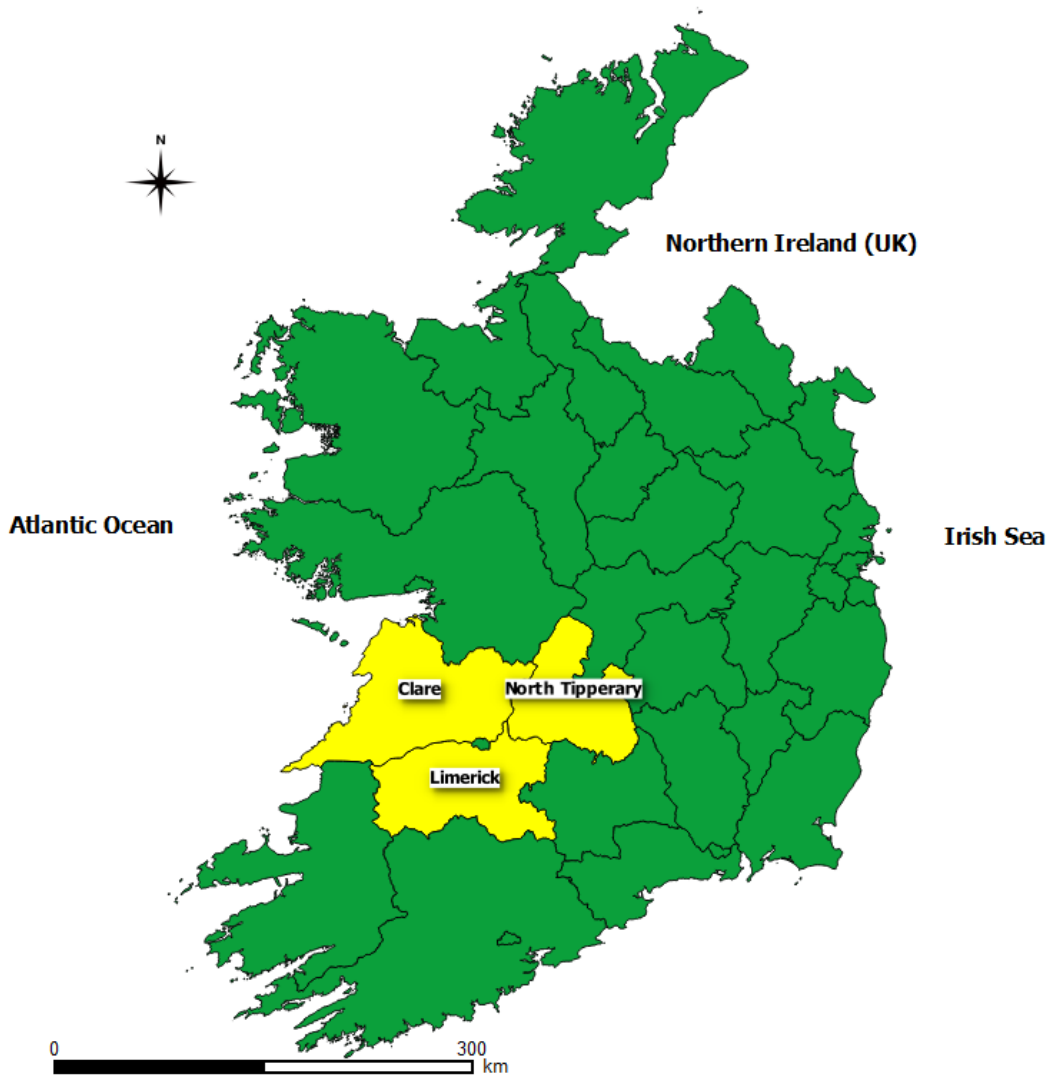 N
Northern Ireland (UK)
Atlantic Ocean
Irish Sea
Clare
North Tipperary
Limerick
0
300
km